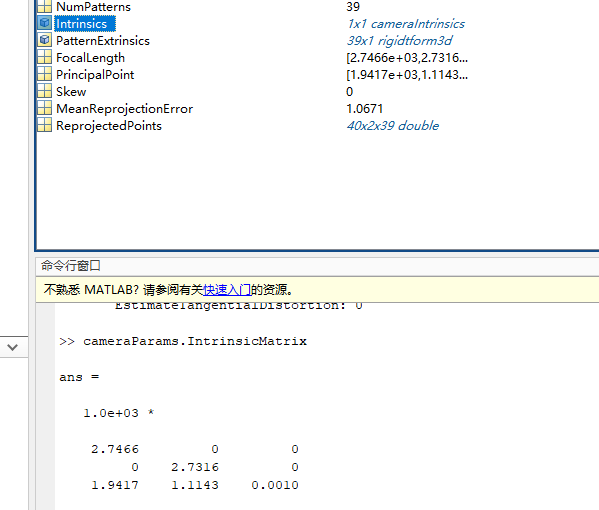 NumPatterns 39
Intrinsics 1x1 cameraIntrinsics
PatternExtrinsics 39x1 rigidtform3d
FocalLength [2.7466e+03,2.7316...
PrincipalPoint [1.9417e+03,1.1143...
Skew 0
MeanReprojectionError 1.0671
ReprojectedPoints 40x2x39 double
命令行窗口
不熟悉 MATLAB? 请参阅有关快速入门的资源。
EstimateTangentialDistortion: 0
>> cameraParams.IntrinsicMatrix
ans =
1.0e+03 *
2.7466 0 0
0 2.7316 0
1.9417 1.1143 0.0010